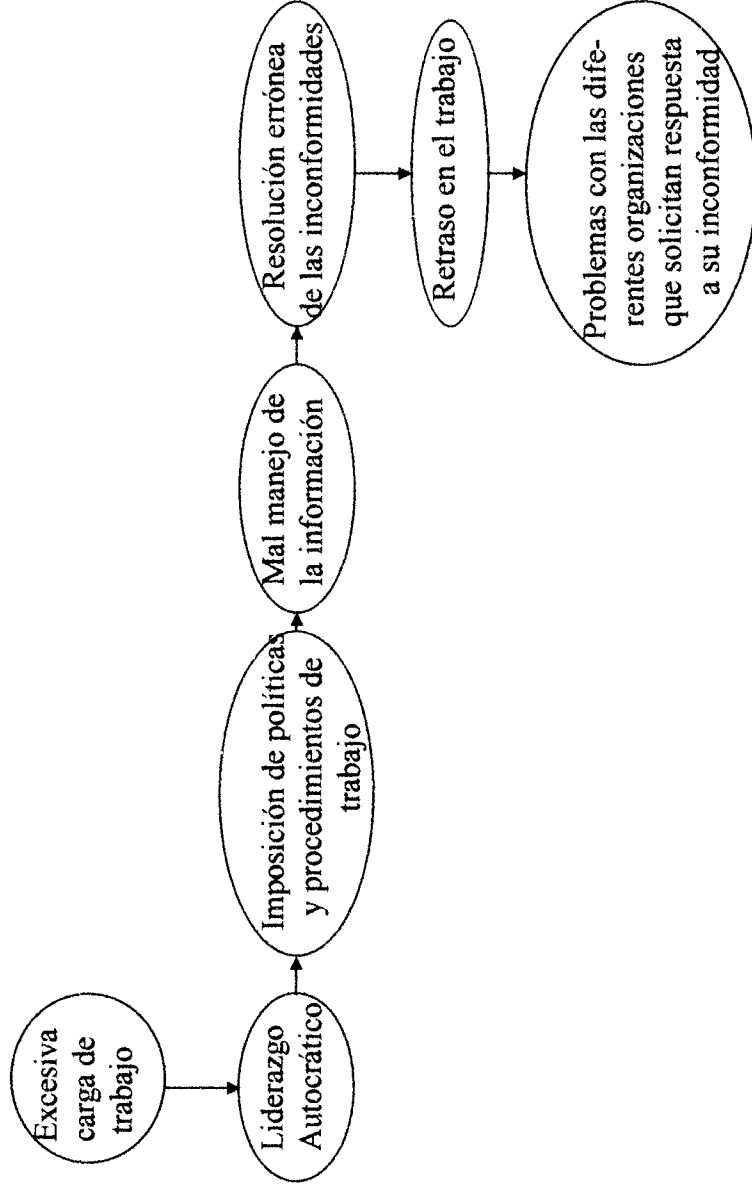 Excesiva
carga de
trabajo
Liderazgo
Autocrático
Imposición de políticas
y procedimientos de
trabajo
Mal manejo de
la información
Resolución errónea
de las inconformidades
Retraso en el trabajo
Problemas con las dife-
rentes organizaciones
que solicitan respuesta
a su inconformidad